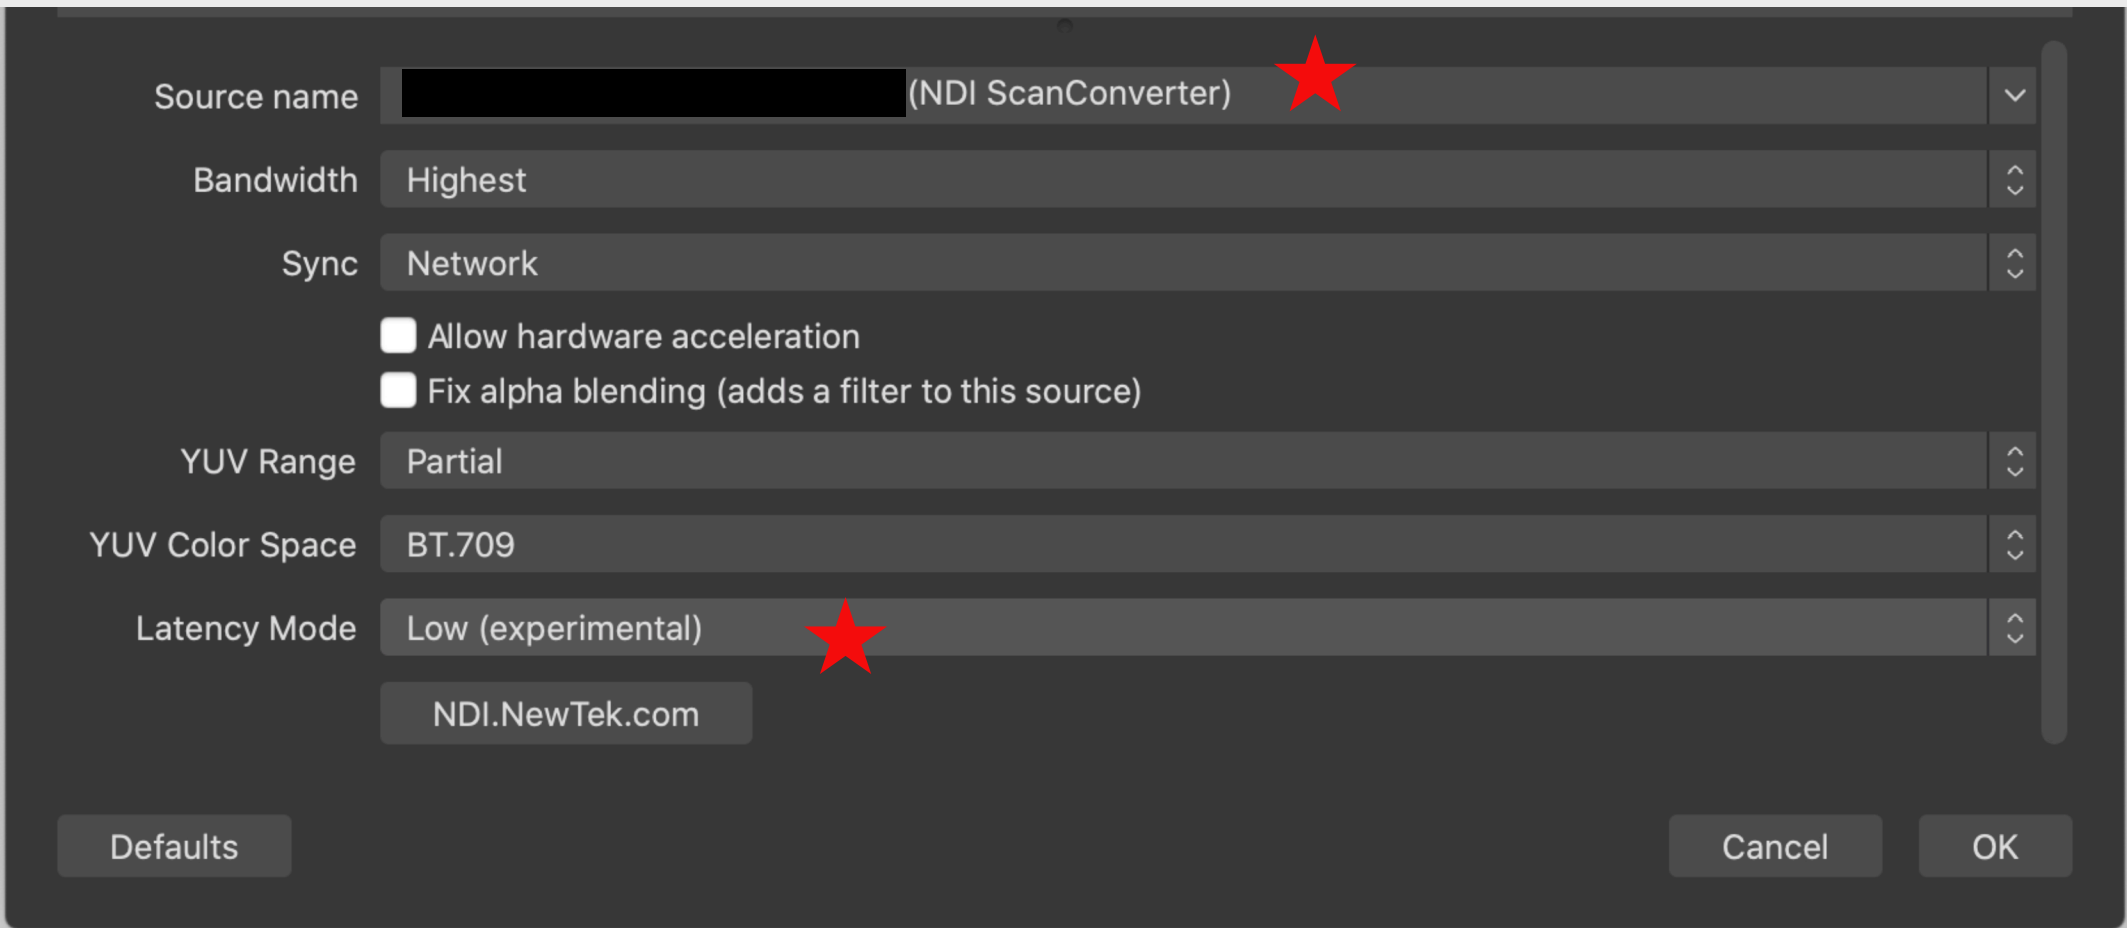 Source name (NDI ScanConverter)
Bandwidth Highest
Sync Network
Allow hardware acceleration
Fix alpha blending (adds a filter to this source)
YUV Range Partial
YUV Color Space BT.709
Latency Mode Low (experimental)
NDI.NewTek.com
Defaults Cancel OK